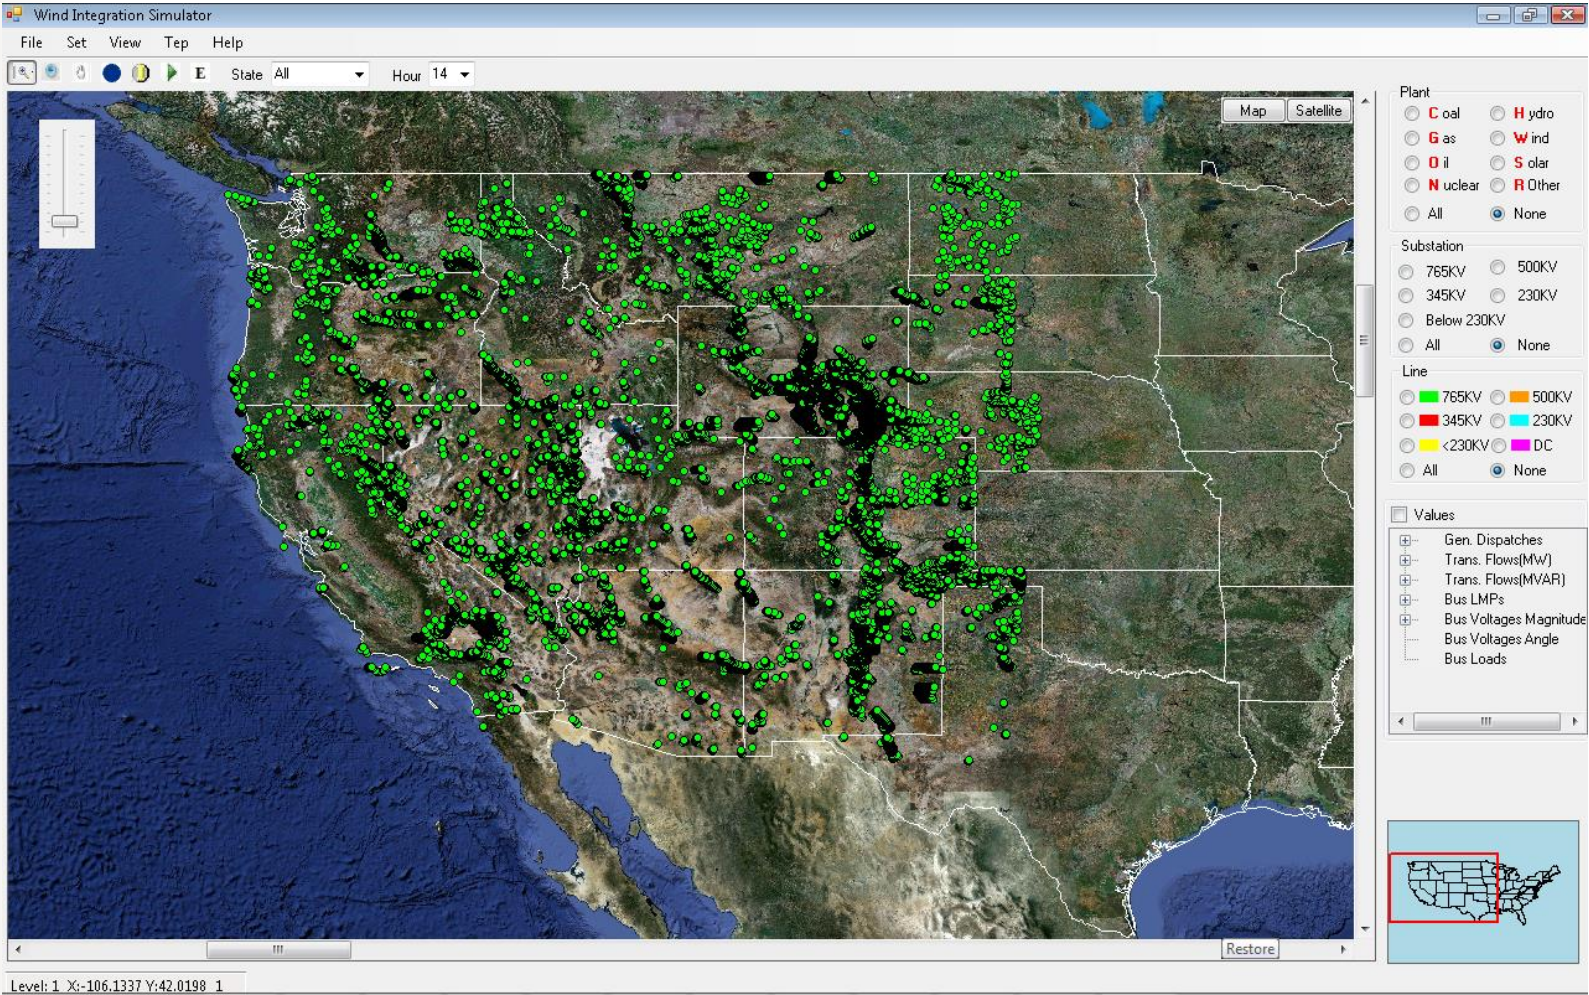 Wind Integration Simulator
File Set View Tep Help
E State All Hour 14
Map Satellite
Plant
C oal H ydro
G as W ind
O il S olar
N uclear R Other
All None
Substation
765KV 500KV
345KV 230KV
Below 230KV
All None
Line
765KV 500KV
345KV 230KV
<230KV DC
All None
Values
Gen. Dispatches
Trans. Flows(MW)
Trans. Flows(MVAR)
Bus LMPs
Bus Voltages Magnitude
Bus Voltages Angle
Bus Loads
Restore
Level: 1 X:-106.1337 Y:42.0198 1